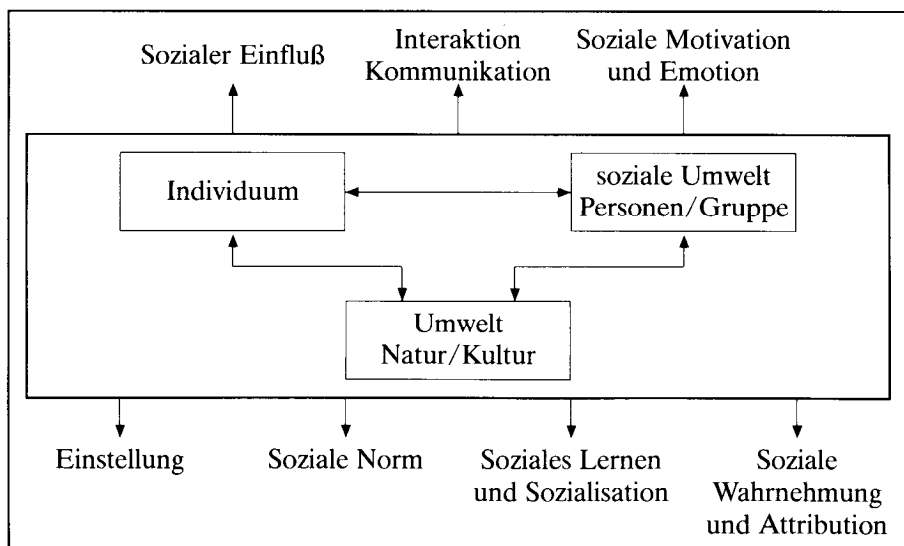 Sozialer Einfluß
Interaktion
Kommunikation
Soziale Motivation
und Emotion
Individuum
soziale Umwelt
Personen/Gruppe
Umwelt
Natur/Kultur
Einstellung
Soziale Norm
Soziales Lernen
und Sozialisation
Soziale
Wahrnehmung
und Attribution